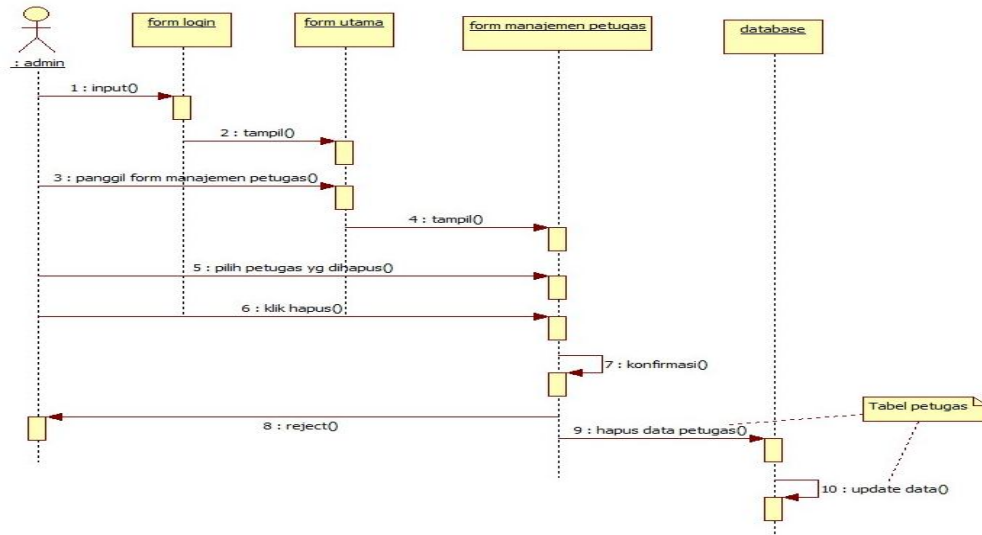 form login
form utama
form manajemen petugas
database
: admin
1 : input()
2 : tampil()
3 : panggil form manajemen petugas()
4 : tampil()
5 : pilih petugas yg dihapus()
6 : klik hapus()
7 : konfirmasi()
Tabel petugas
8 : reject()
9 : hapus data petugas()
10 : update data()